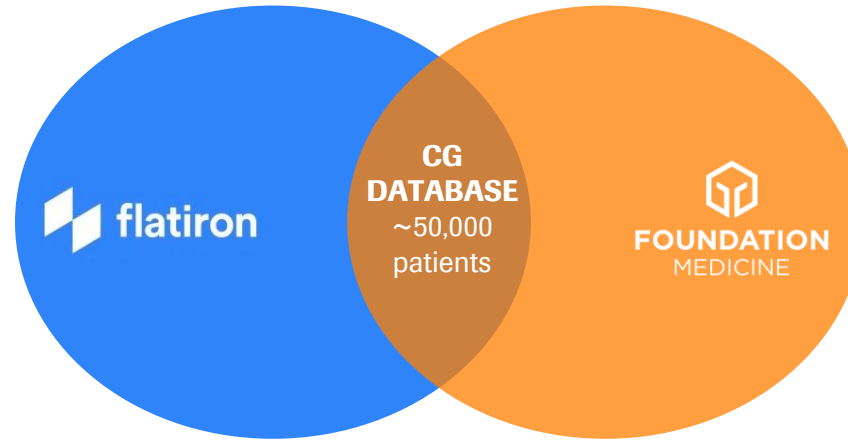 flatiron
CG
DATABASE
~50,000
patients
FOUNDATION
MEDICINE